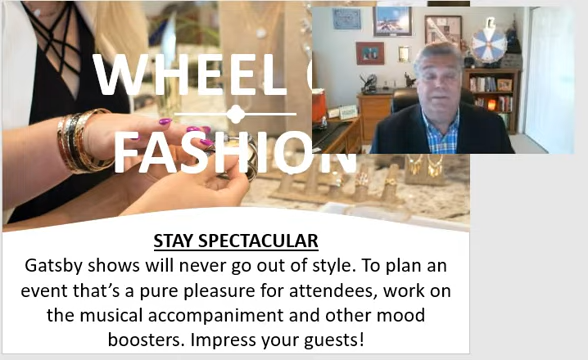 WHEEL
FASHION
STAY SPECTACULAR
Gatsby shows will never go out of style. To plan an
event that’s a pure pleasure for attendees, work on
the musical accompaniment and other mood
boosters. Impress your guests!